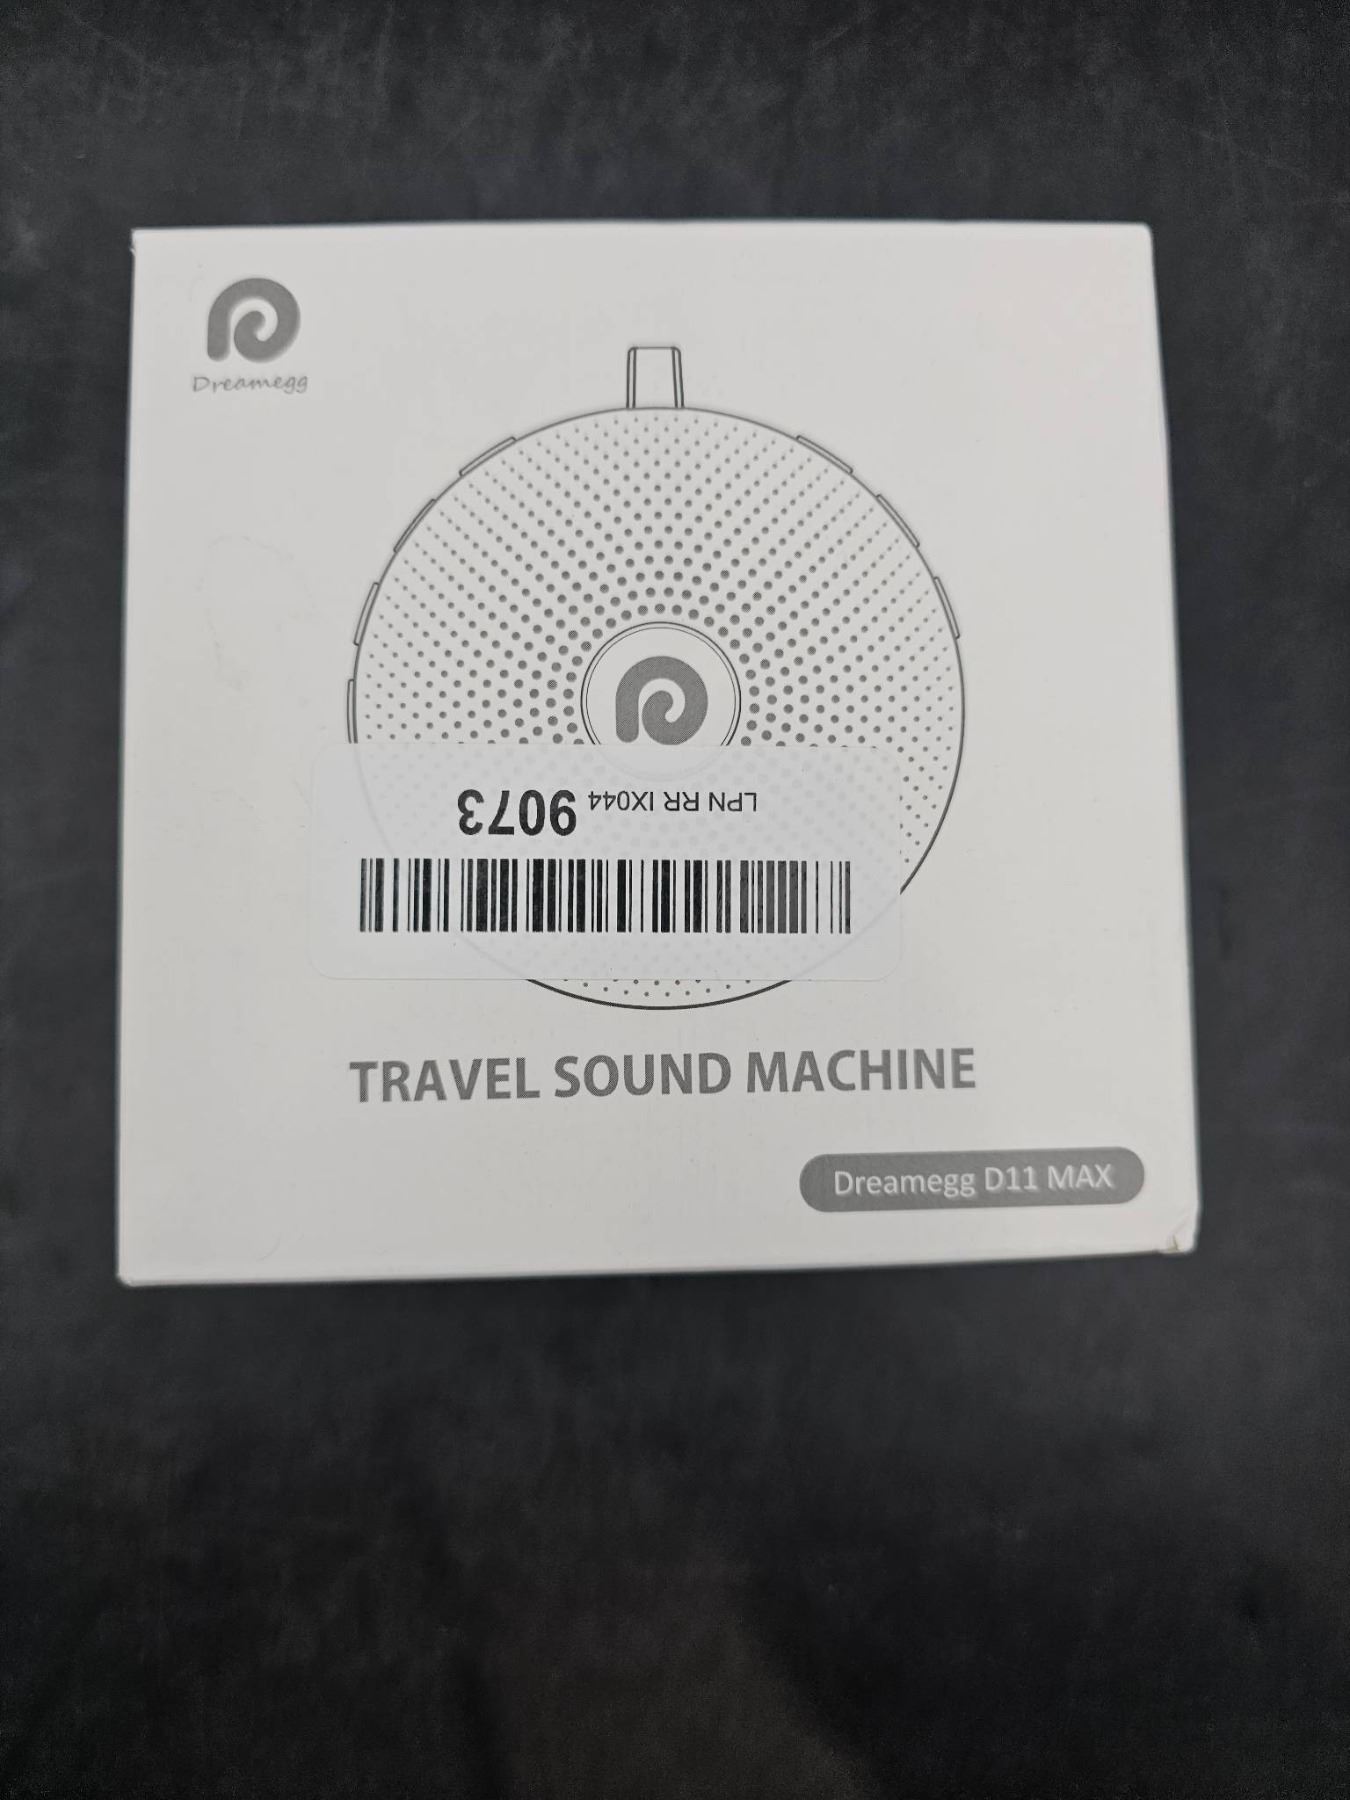 Dreamegg
LPN RR IX044 9073
TRAVEL SOUND MACHINE
Dreamegg D11 MAX